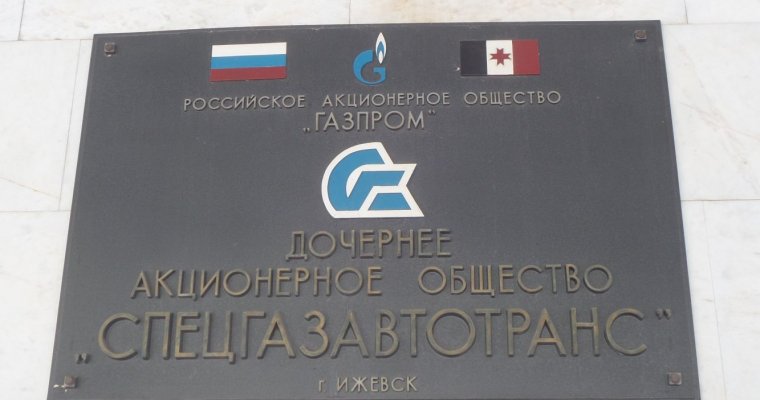 РОССИЙСКОЕ АКЦИОНЕРНОЕ ОБЩЕСТВО
„ГАЗПРОМ"
ДОЧЕРНЕЕ
АКЦИОНЕРНОЕ ОБЩЕСТВО
„СПЕЦГАЗАВТОТРАНС"
г. ИЖЕВСК